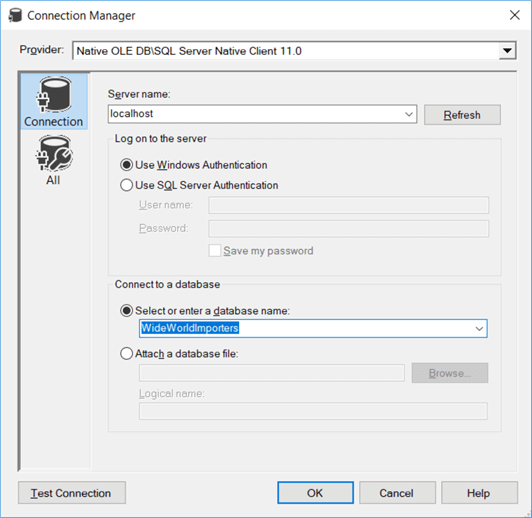 Connection Manager
Provider: Native OLE DB\SQL Server Native Client 11.0
Connection
All
Server name:
localhost
Refresh
Log on to the server
Use Windows Authentication
Use SQL Server Authentication
User name:
Password:
Save my password
Connect to a database
Select or enter a database name:
WideWorldImporters
Attach a database file:
Browse...
Logical name:
Test Connection OK Cancel Help